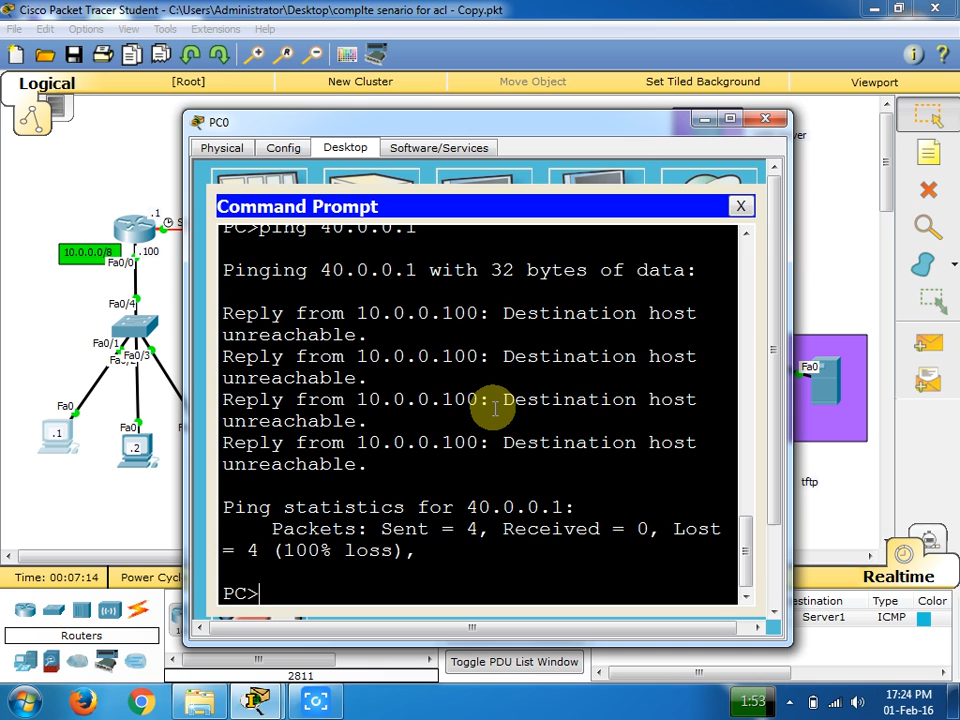 Cisco Packet Tracer Student - C:\Users\Administrator\Desktop\complte senario for acl - Copy.pkt
File Edit Options View Tools Extensions Help
Logical
[Root]
New Cluster
Move Object
Set Tiled Background
Viewport
PC0
Physical
Config
Desktop
Software/Services
Command Prompt
X
PC>ping 40.0.0.1
Pinging 40.0.0.1 with 32 bytes of data:
Reply from 10.0.0.100: Destination host
unreachable.
Reply from 10.0.0.100: Destination host
unreachable.
Reply from 10.0.0.100: Destination host
unreachable.
Reply from 10.0.0.100: Destination host
unreachable.
Ping statistics for 40.0.0.1:
Packets: Sent = 4, Received = 0, Lost
= 4 (100% loss),
PC>
.1
S
10.0.0.0/8
.100
Fa0/0
Fa0/4
Fa0/1
Fa0/3
Fa0
.1
Fa0
.2
ver
Fa0
tftp
Time: 00:07:14
Power Cycl
Realtime
Routers
2811
Toggle PDU List Window
estination Type Color
Server1 ICMP
1:53
17:24 PM
01-Feb-16